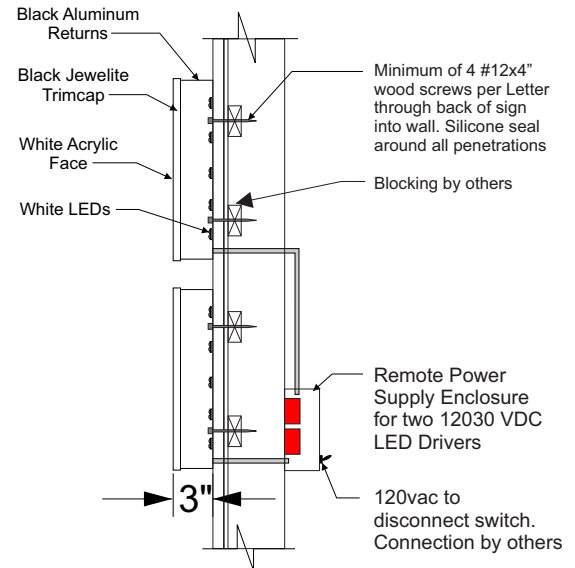 Black Aluminum
Returns
Black Jewelite
Trimcap
White Acrylic
Face
White LEDs
Minimum of 4 #12x4”
wood screws per Letter
through back of sign
into wall. Silicone seal
around all penetrations
Blocking by others
Remote Power
Supply Enclosure
for two 12030 VDC
LED Drivers
3"
120vac to
disconnect switch.
Connection by others